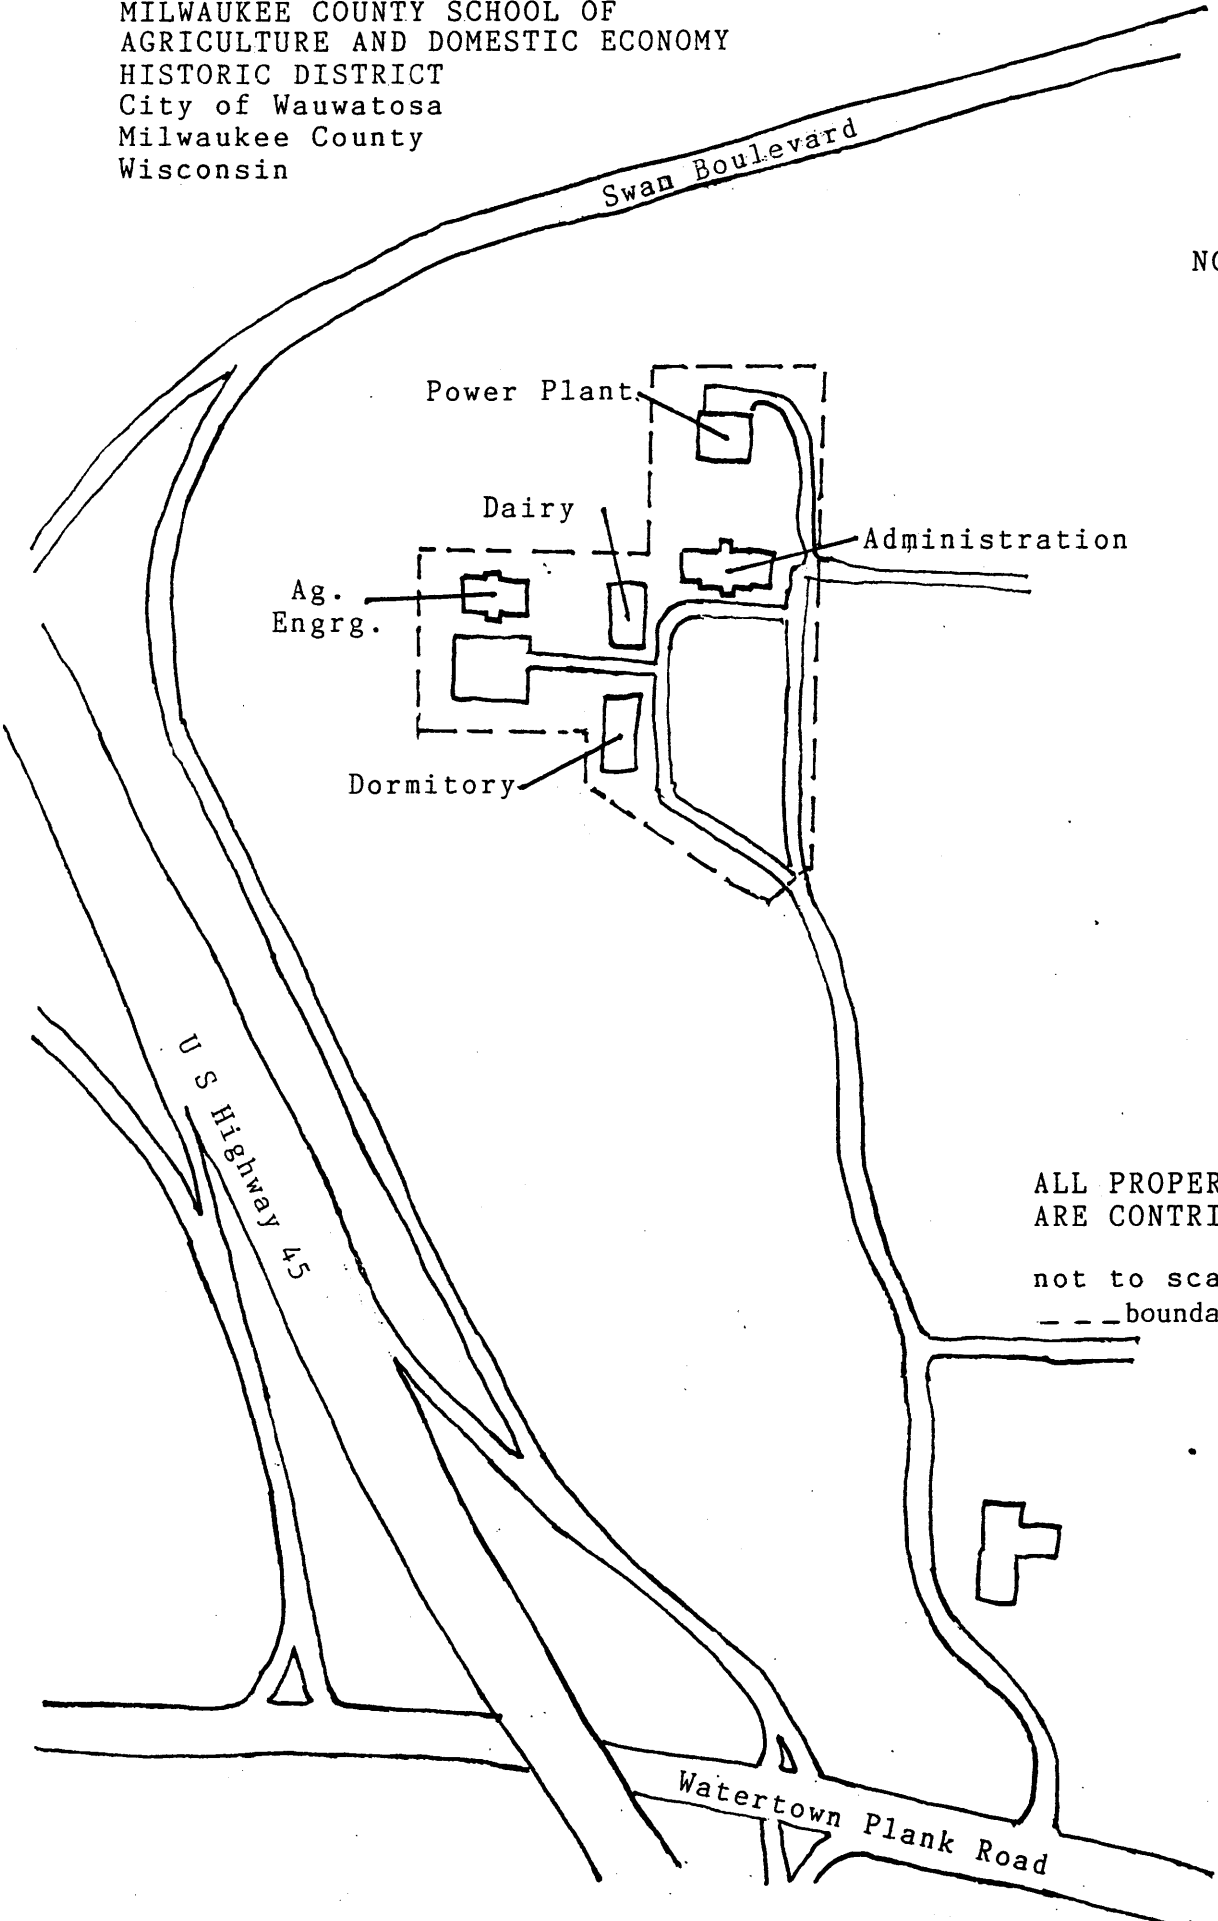 MILWAUKEE COUNTY SCHOOL OF
AGRICULTURE AND DOMESTIC ECONOMY
HISTORIC DISTRICT
City of Wauwatosa
Milwaukee County
Wisconsin
Swan Boulevard
NO
Power Plant
Dairy
Administration
Ag.
Engrg.
Dormitory
U S Highway 45
ALL PROPER
ARE CONTRI
not to sca
_ _ _ bounda
Watertown Plank Road